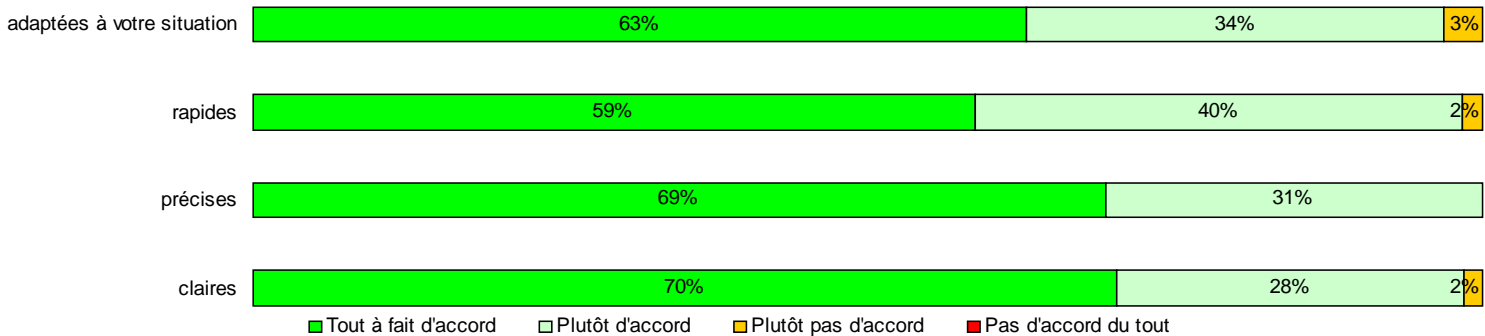 adaptées à votre situation 63% 34% 3%
rapides 59% 40% 2%
précises 69% 31%
claires 70% 28% 2%
Tout à fait d'accord Plutôt d'accord Plutôt pas d'accord Pas d'accord du tout